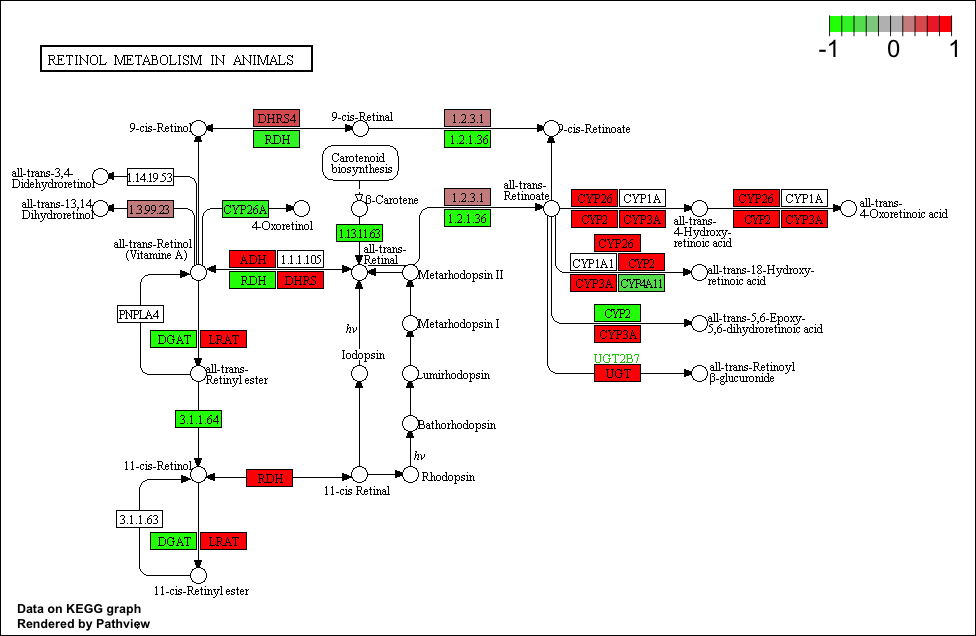 -1 0 1
RETINOL METABOLISM IN ANIMALS
9-cis-Retinol
DHRS4
RDH
9-cis-Retinal
1.2.3.1
1.2.1.36
9-cis-Retinoate
Carotenoid
biosynthesis
all-trans-3,4-
Didehydroretinol
1.14.19.53
all-trans-13,14-
Dihydroretinol
1.3.99.23
CYP26A
4-Oxoretinol
β-Carotene
1.13.11.63
all-trans-
Retinal
1.2.3.1
1.2.1.36
all-trans-
Retinoate
CYP26
CYP1A
CYP2
CYP3A
all-trans-
4-Hydroxy-
retinoic acid
CYP26
CYP1A
CYP2
CYP3A
all-trans-
4-Oxoretinoic acid
all-trans-Retinol
(Vitamine A)
ADH
1.1.1.105
RDH
DHRS
Metarhodopsin II
CYP26
CYP1A1
CYP2
CYP3A
CYP4A11
all-trans-18-Hydroxy-
retinoic acid
PNPLA4
DGAT
LRAT
hν
Metarhodopsin I
CYP2
CYP3A
all-trans-5,6-Epoxy-
5,6-dihydroretinoic acid
Iodopsin
all-trans-
Retinyl ester
Lumirhodopsin
UGT2B7
UGT
all-trans-Retinoyl
β-glucuronide
3.1.1.64
Bathorhodopsin
hν
11-cis-Retinol
RDH
11-cis Retinal
Rhodopsin
3.1.1.63
DGAT
LRAT
11-cis-Retinyl ester
Data on KEGG graph
Rendered by Pathview